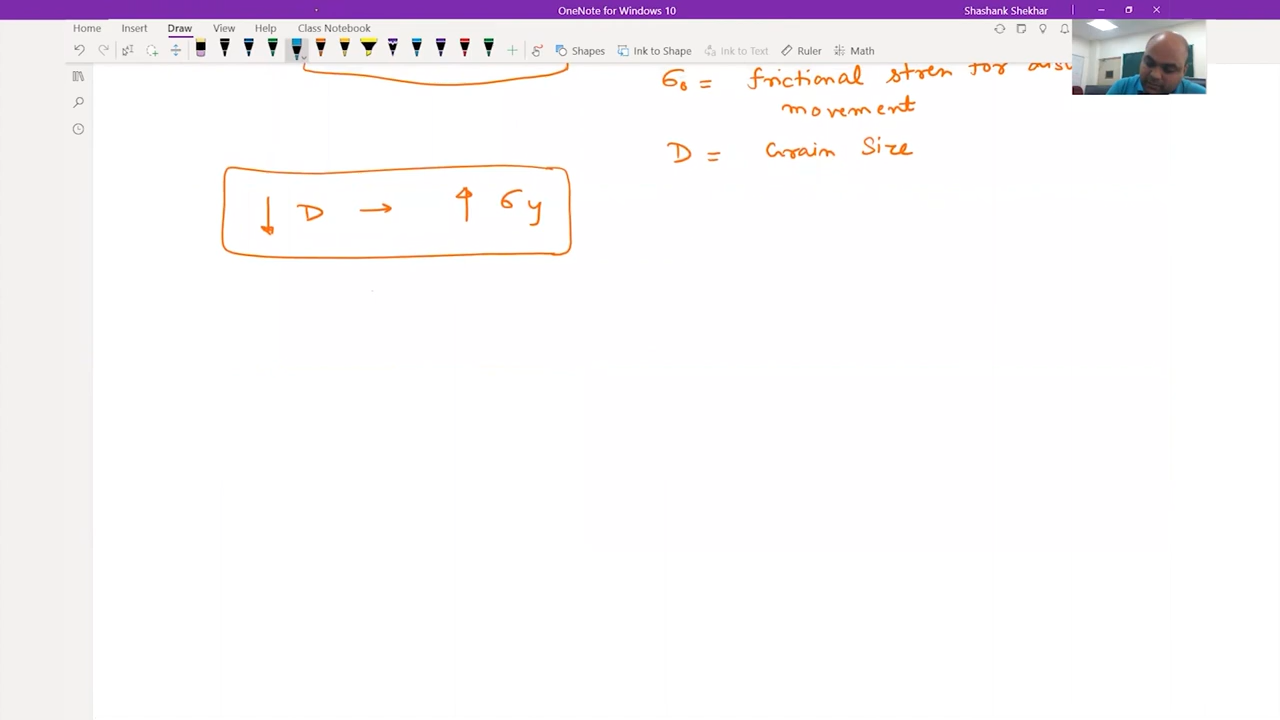 OneNote for Windows 10
Shashank Shekhar
Home Insert Draw View Help Class Notebook
Shapes Ink to Shape Ink to Text Ruler Math
σ₀ = frictional stress for
movement
D = Grain Size
↓ D → ↑ σy